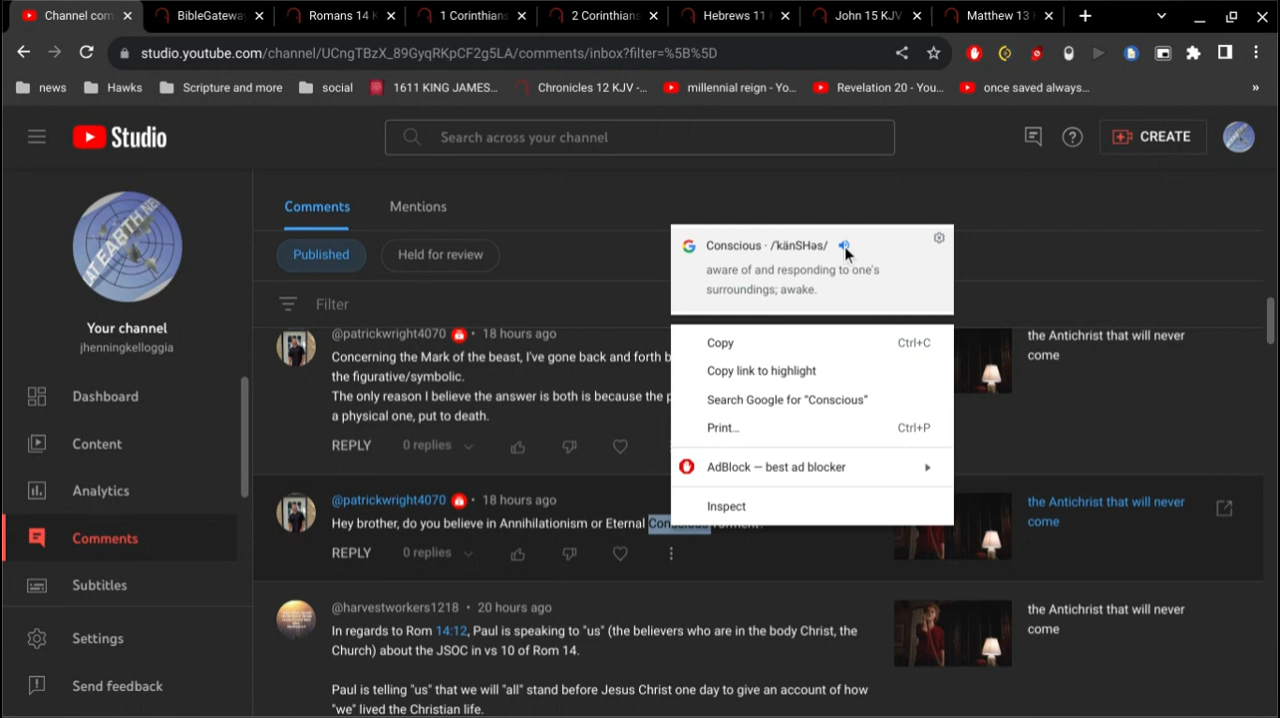 Channel com
BibleGatewa
Romans 14 K
1 Corinthians
2 Corinthians
Hebrews 11
John 15 KJV
Matthew 13
studio.youtube.com/channel/UCngTBzX_89GyqRKpCF2g5LA/comments/inbox?filter=%5B%5D
news
Hawks
Scripture and more
social
1611 KING JAMES...
Chronicles 12 KJV -...
millennial reign - Yo...
Revelation 20 - You...
once saved always...
»
Studio
Search across your channel
CREATE
LAT EARTH NE
Your channel
jhenningkelloggia
Dashboard
Content
Analytics
Comments
Subtitles
Settings
Send feedback
Comments
Mentions
Published
Held for review
Filter
@patrickwright4070 • 18 hours ago
Concerning the Mark of the beast, I've gone back and forth b
the figurative/symbolic.
The only reason I believe the answer is both is because the p
a physical one, put to death.
REPLY
0 replies
the Antichrist that will never
come
@patrickwright4070 • 18 hours ago
Hey brother, do you believe in Annihilationism or Eternal Conscious Torment?
REPLY
0 replies
the Antichrist that will never
come
@harvestworkers1218 • 20 hours ago
In regards to Rom 14:12, Paul is speaking to "us" (the believers who are in the body Christ, the
Church) about the JSOC in vs 10 of Rom 14.
Paul is telling "us" that we will "all" stand before Jesus Christ one day to give an account of how
"we" lived the Christian life.
the Antichrist that will never
come
Conscious · /ˈkänSHəs/
aware of and responding to one's
surroundings; awake.
Copy
Ctrl+C
Copy link to highlight
Search Google for "Conscious"
Print...
Ctrl+P
AdBlock — best ad blocker
Inspect